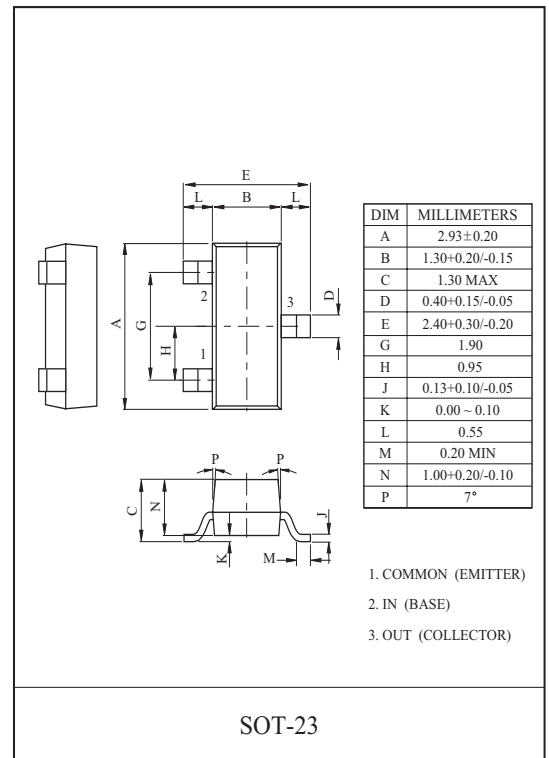 E
L B L
2
3
D
A
G
H
1
P P
C
N
J
K
M
DIM MILLIMETERS
A 2.93±0.20
B 1.30+0.20/-0.15
C 1.30 MAX
D 0.40+0.15/-0.05
E 2.40+0.30/-0.20
G 1.90
H 0.95
J 0.13+0.10/-0.05
K 0.00 ~ 0.10
L 0.55
M 0.20 MIN
N 1.00+0.20/-0.10
P 7°
1. COMMON (EMITTER)
2. IN (BASE)
3. OUT (COLLECTOR)
SOT-23